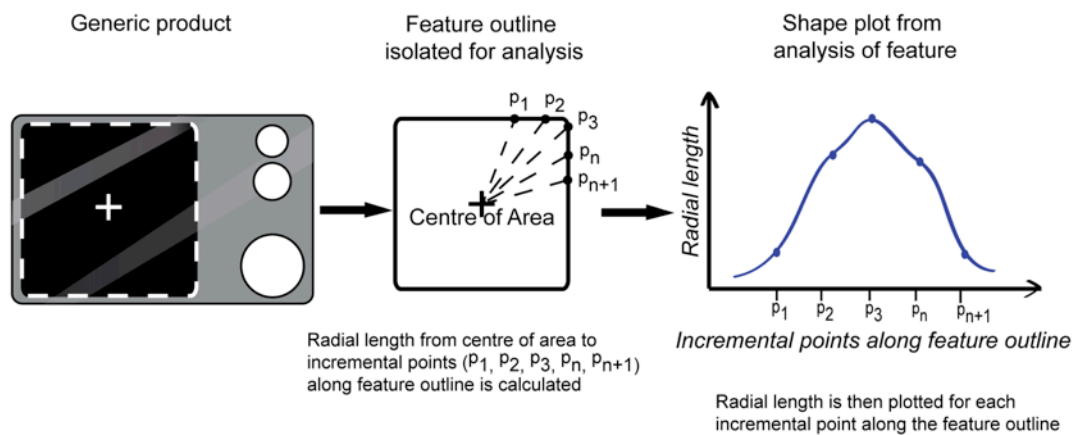 Generic product
Feature outline
isolated for analysis
Shape plot from
analysis of feature
p1
p2
p3
pn
pn+1
Centre of Area
Radial length
p1 p2 p3 pn pn+1
Incremental points along feature outline
Radial length from centre of area to
incremental points (p1, p2, p3, pn, pn+1)
along feature outline is calculated
Radial length is then plotted for each
incremental point along the feature outline